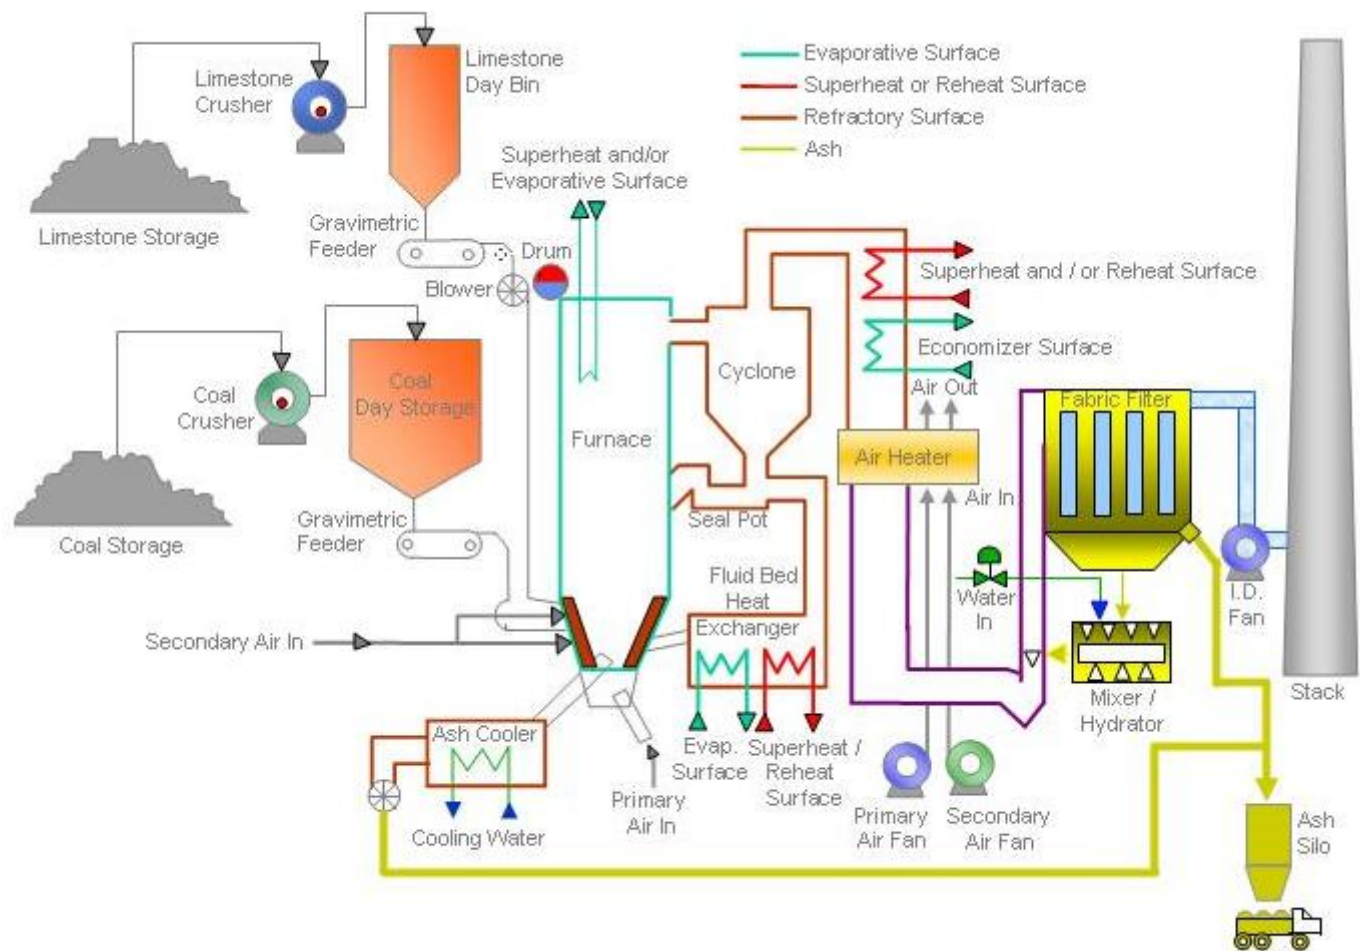 Limestone
Crusher
Limestone
Day Bin
Evaporative Surface
Superheat or Reheat Surface
Refractory Surface
Ash
Superheat and/or
Evaporative Surface
Limestone Storage
Gravimetric
Feeder
Drum
Blower
Superheat and / or Reheat Surface
Economizer Surface
Cyclone
Coal
Crusher
Coal
Day Storage
Air Out
Fabric Filter
Furnace
Air Heater
Air In
Seal Pot
Coal Storage
Gravimetric
Feeder
Fluid Bed
Heat
Exchanger
Water
In
I.D.
Fan
Secondary Air In
Stack
Mixer /
Hydrator
Ash Cooler
Evap.
Surface
Superheat /
Reheat
Surface
Primary
Air In
Cooling Water
Primary
Air Fan
Secondary
Air Fan
Ash
Silo